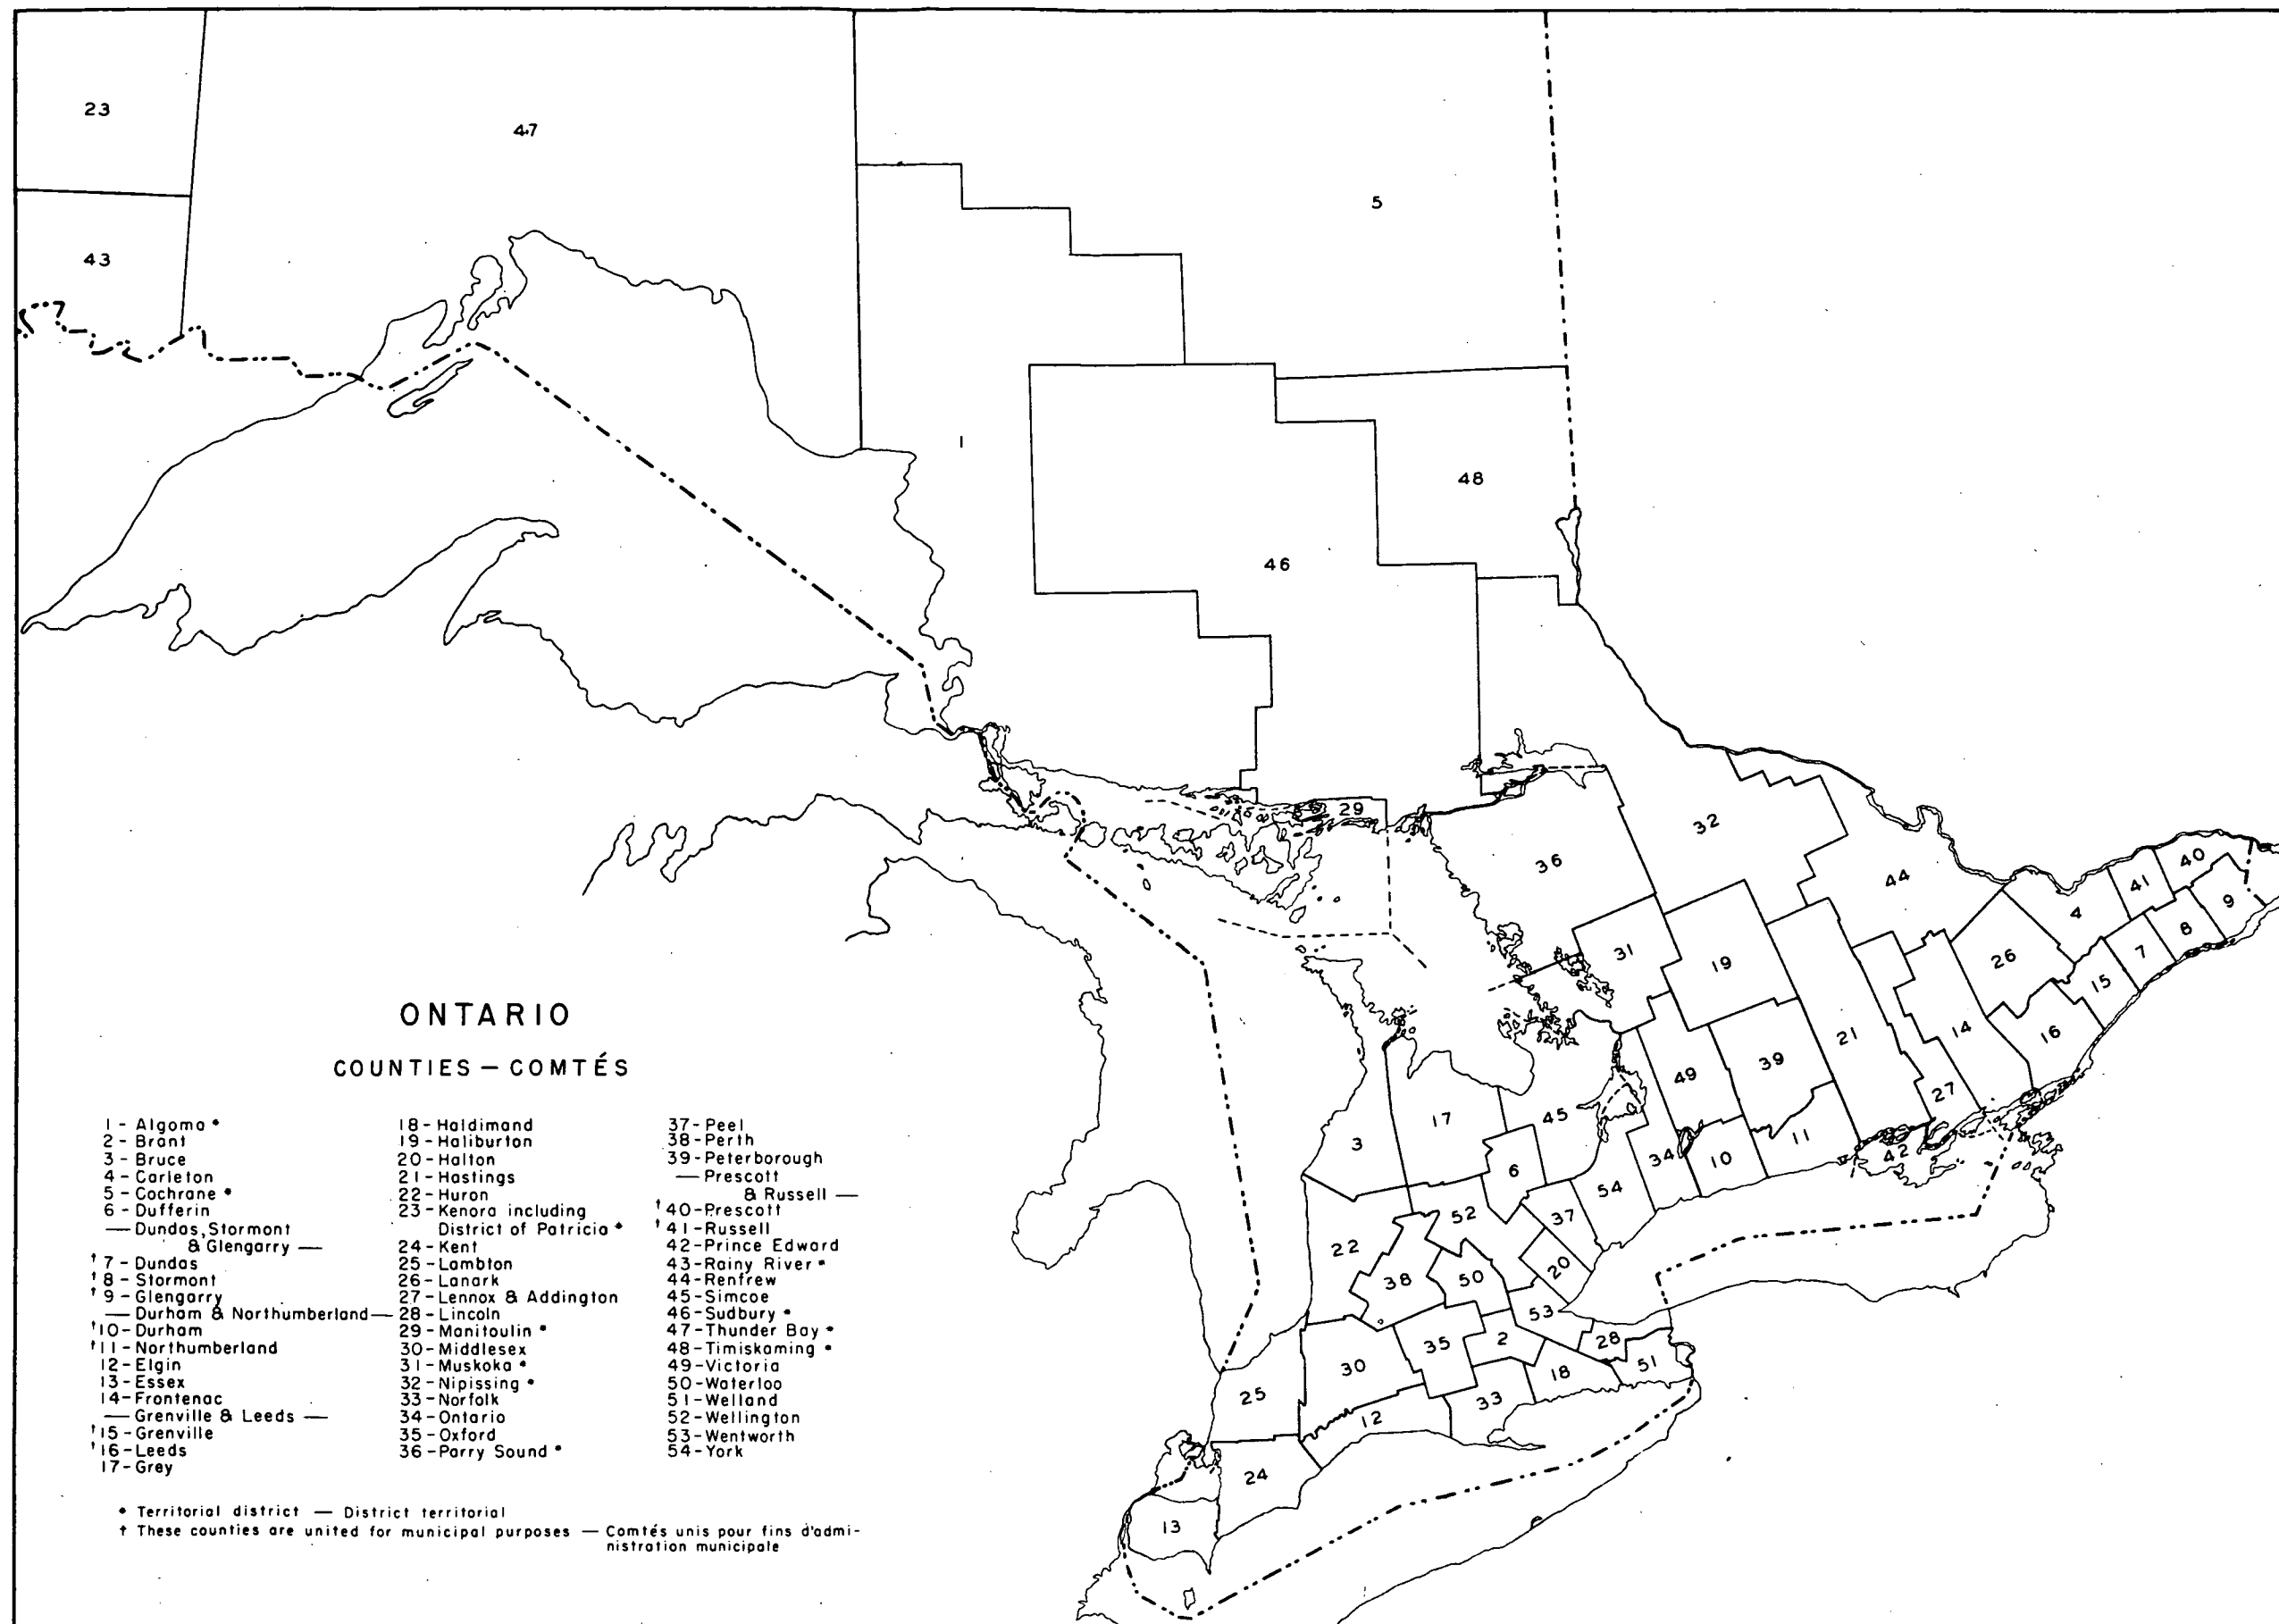 23
47
5
43
1
48
46
29
32
36
40
41
44
9
4
8
31
7
19
26
15
14
16
21
39
49
27
17
45
11
3
42
34
10
6
54
52
37
22
20
38
50
53
2
28
35
30
51
18
25
33
12
24
13
ONTARIO
COUNTIES — COMTÉS
1 - Algoma •
2 - Brant
3 - Bruce
4 - Carleton
5 - Cochrane •
6 - Dufferin
— Dundas, Stormont
& Glengarry —
† 7 - Dundas
† 8 - Stormont
† 9 - Glengarry
— Durham & Northumberland —
† 10 - Durham
† 11 - Northumberland
12 - Elgin
13 - Essex
14 - Frontenac
— Grenville & Leeds —
† 15 - Grenville
† 16 - Leeds
17 - Grey
18 - Haldimand
19 - Haliburton
20 - Halton
21 - Hastings
22 - Huron
23 - Kenora including
District of Patricia •
24 - Kent
25 - Lambton
26 - Lanark
27 - Lennox & Addington
28 - Lincoln
29 - Manitoulin •
30 - Middlesex
31 - Muskoka •
32 - Nipissing •
33 - Norfolk
34 - Ontario
35 - Oxford
36 - Parry Sound •
37 - Peel
38 - Perth
39 - Peterborough
— Prescott
& Russell —
† 40 - Prescott
† 41 - Russell
42 - Prince Edward
43 - Rainy River •
44 - Renfrew
45 - Simcoe
46 - Sudbury •
47 - Thunder Bay •
48 - Timiskaming •
49 - Victoria
50 - Waterloo
51 - Welland
52 - Wellington
53 - Wentworth
54 - York
• Territorial district — District territorial
† These counties are united for municipal purposes — Comtés unis pour fins d'admi-
nistration municipale